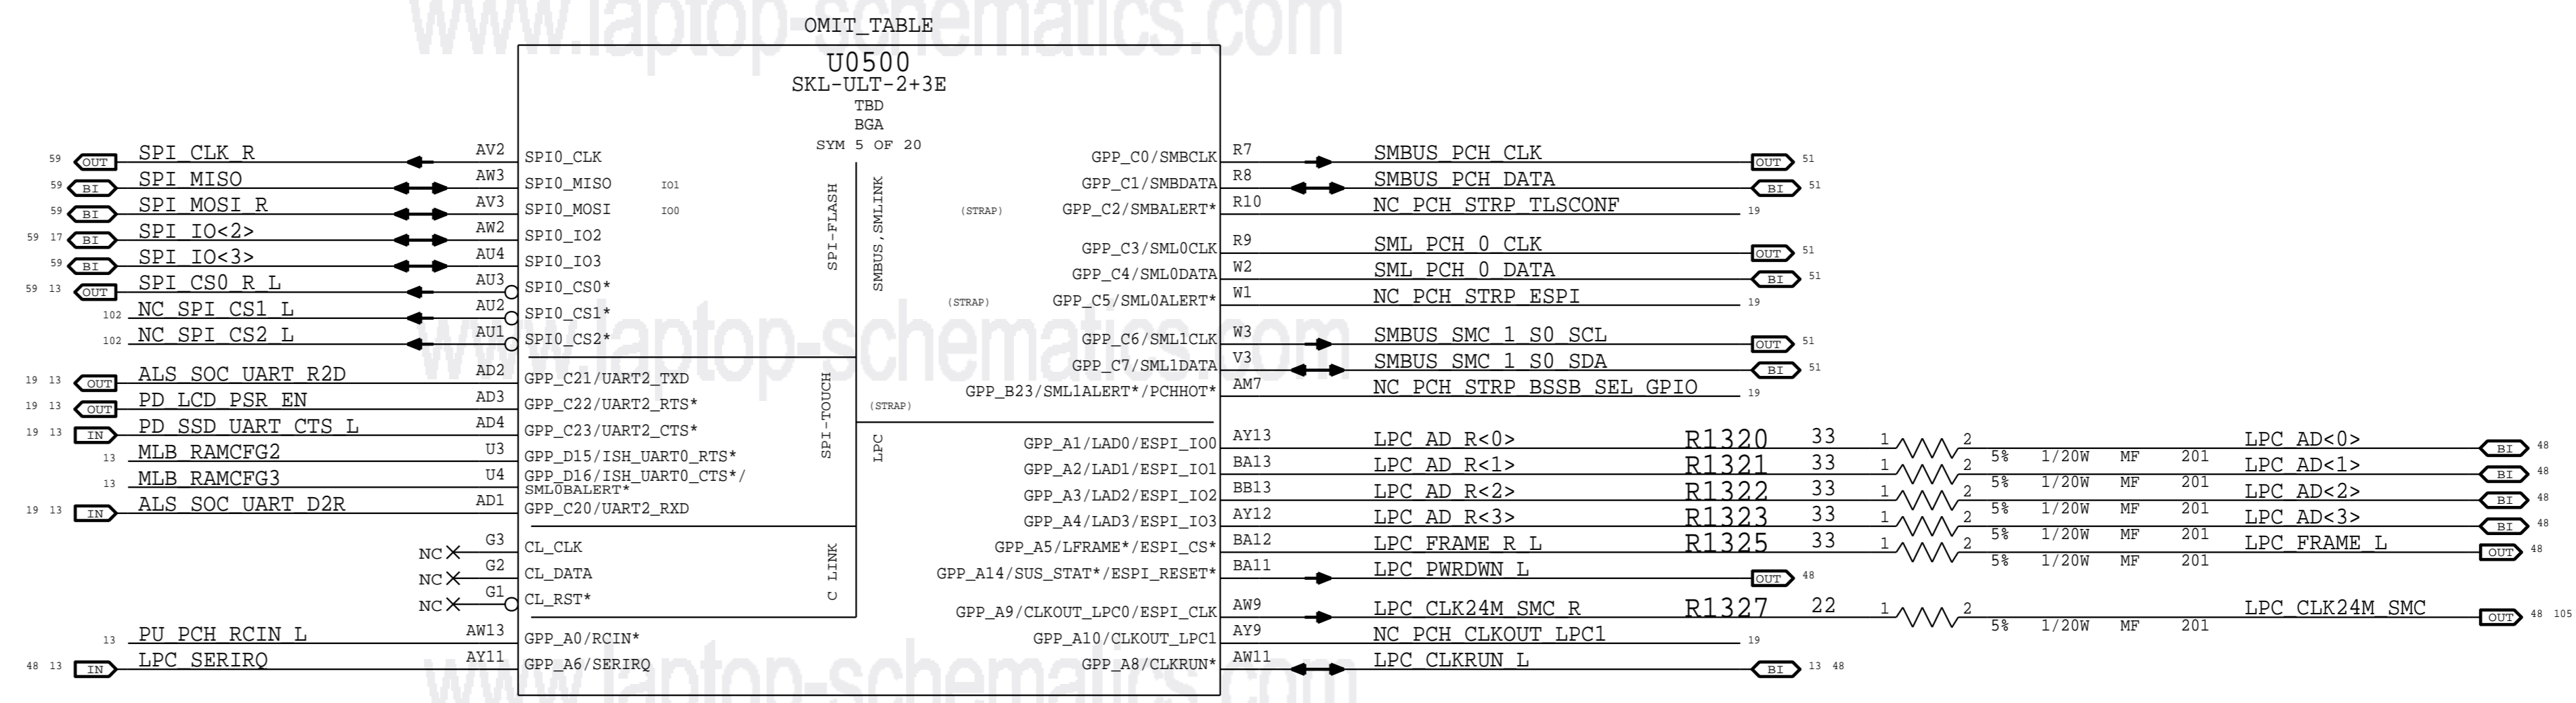 www.laptop-schematics.com
OMIT_TABLE
U0500
SKL-ULT-2+3E
TBD
BGA
SYM 5 OF 20
59 OUT SPI_CLK_R AV2 SPI0_CLK
59 BI SPI_MISO AW3 SPI0_MISO IO1
59 BI SPI_MOSI_R AV3 SPI0_MOSI IO0
59 17 BI SPI_IO<2> AW2 SPI0_IO2
59 BI SPI_IO<3> AU4 SPI0_IO3
59 13 OUT SPI_CS0_R_L AU3 SPI0_CS0*
102 NC_SPI_CS1_L AU2 SPI0_CS1*
102 NC_SPI_CS2_L AU1 SPI0_CS2*
SPI-FLASH
SMBUS,SMLINK
GPP_C0/SMBCLK R7 SMBUS_PCH_CLK OUT 51
GPP_C1/SMBDATA R8 SMBUS_PCH_DATA BI 51
(STRAP) GPP_C2/SMBALERT* R10 NC_PCH_STRP_TLSCONF 19
GPP_C3/SML0CLK R9 SML_PCH_0_CLK OUT 51
GPP_C4/SML0DATA W2 SML_PCH_0_DATA BI 51
(STRAP) GPP_C5/SML0ALERT* W1 NC_PCH_STRP_ESPI 19
GPP_C6/SML1CLK W3 SMBUS_SMC_1_S0_SCL OUT 51
GPP_C7/SML1DATA V3 SMBUS_SMC_1_S0_SDA BI 51
(STRAP) GPP_B23/SML1ALERT*/PCHHOT* AM7 NC_PCH_STRP_BSSB_SEL_GPIO 19
www.laptop-schematics.com
19 13 OUT ALS_SOC_UART_R2D AD2 GPP_C21/UART2_TXD
19 13 OUT PD_LCD_PSR_EN AD3 GPP_C22/UART2_RTS*
19 13 IN PD_SSD_UART_CTS_L AD4 GPP_C23/UART2_CTS*
13 MLB_RAMCFG2 U3 GPP_D15/ISH_UART0_RTS*
13 MLB_RAMCFG3 U4 GPP_D16/ISH_UART0_CTS*/
SML0BALERT*
19 13 IN ALS_SOC_UART_D2R AD1 GPP_C20/UART2_RXD
SPI-TOUCH
LPC
GPP_A1/LAD0/ESPI_IO0 AY13 LPC_AD_R<0> R1320 33 1 2 5% 1/20W MF 201 LPC_AD<0> BI 48
GPP_A2/LAD1/ESPI_IO1 BA13 LPC_AD_R<1> R1321 33 1 2 5% 1/20W MF 201 LPC_AD<1> BI 48
GPP_A3/LAD2/ESPI_IO2 BB13 LPC_AD_R<2> R1322 33 1 2 5% 1/20W MF 201 LPC_AD<2> BI 48
GPP_A4/LAD3/ESPI_IO3 AY12 LPC_AD_R<3> R1323 33 1 2 5% 1/20W MF 201 LPC_AD<3> BI 48
GPP_A5/LFRAME*/ESPI_CS* BA12 LPC_FRAME_R_L R1325 33 1 2 5% 1/20W MF 201 LPC_FRAME_L OUT 48
GPP_A14/SUS_STAT*/ESPI_RESET* BA11 LPC_PWRDWN_L OUT 48
GPP_A9/CLKOUT_LPC0/ESPI_CLK AW9 LPC_CLK24M_SMC_R R1327 22 1 2 5% 1/20W MF 201 LPC_CLK24M_SMC OUT 48 105
GPP_A10/CLKOUT_LPC1 AY9 NC_PCH_CLKOUT_LPC1 19
GPP_A8/CLKRUN* AW11 LPC_CLKRUN_L BI 13 48
NC G3 CL_CLK
NC G2 CL_DATA
NC G1 CL_RST*
C LINK
13 PU_PCH_RCIN_L AW13 GPP_A0/RCIN*
48 13 IN LPC_SERIRQ AY11 GPP_A6/SERIRQ
www.laptop-schematics.com